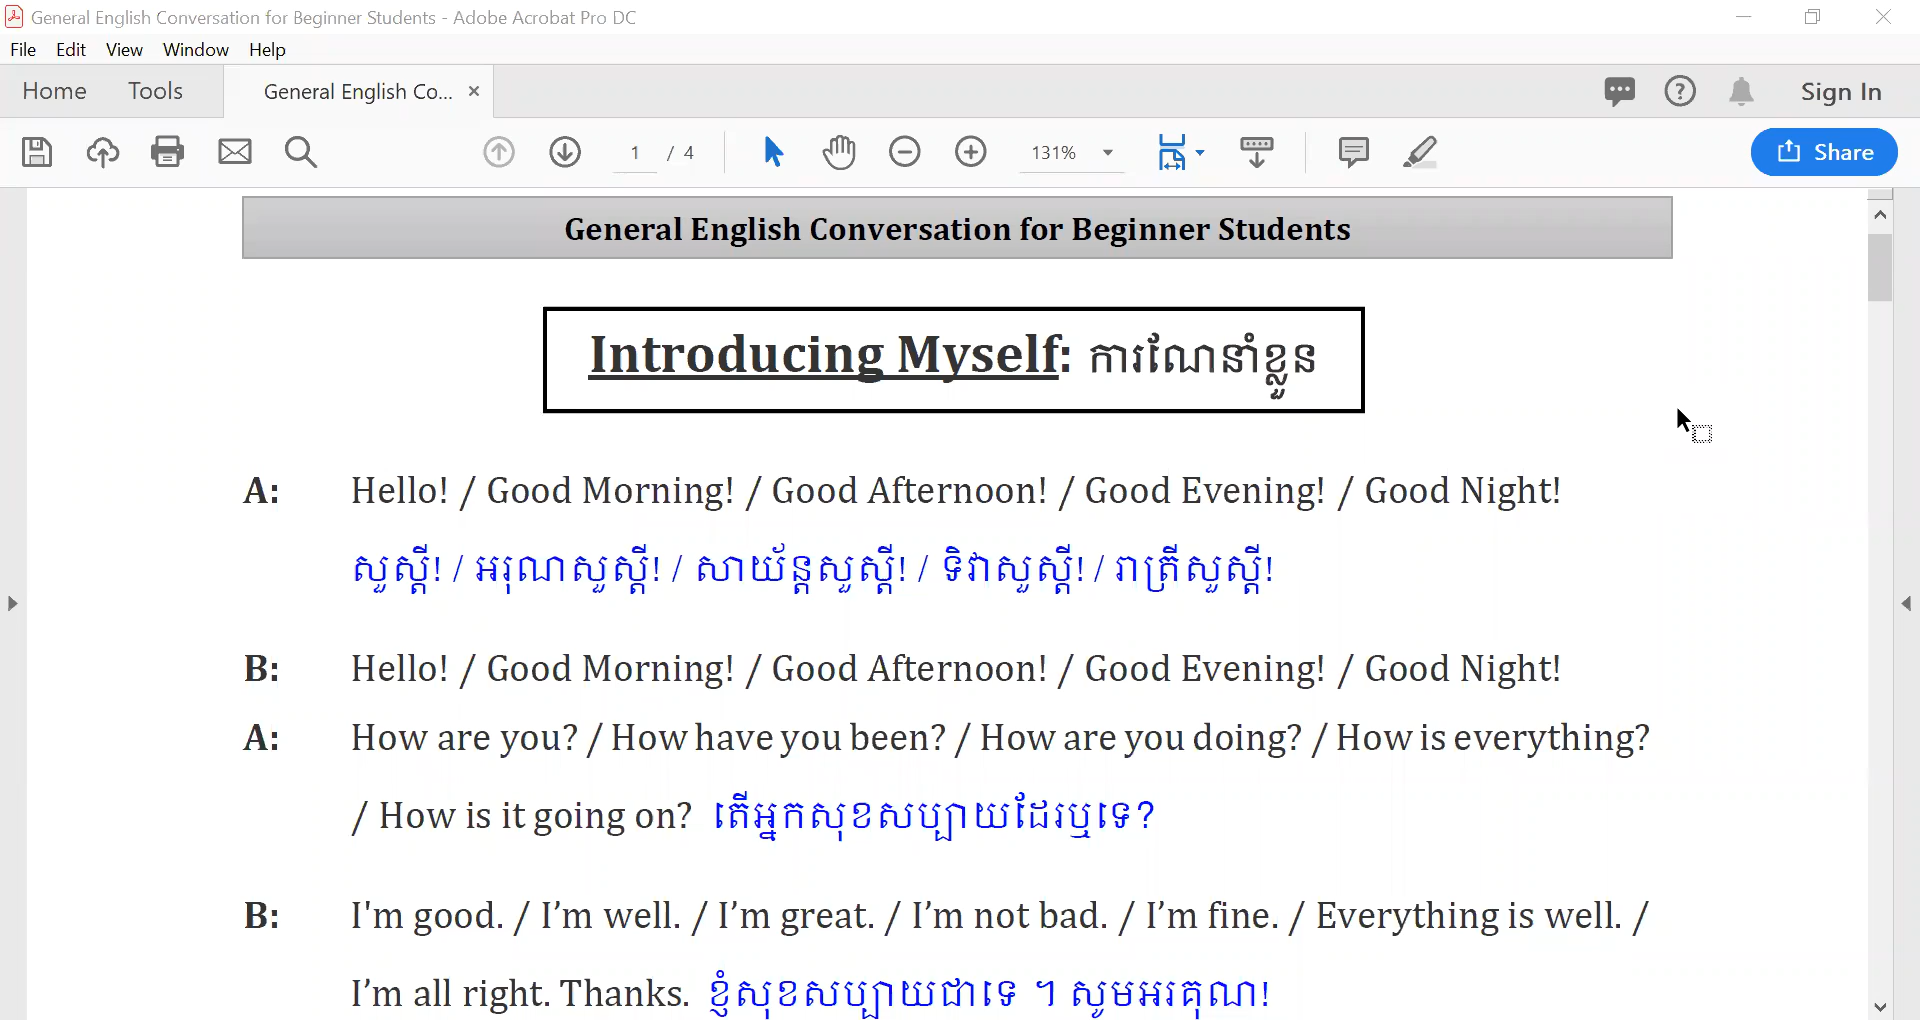 General English Conversation for Beginner Students - Adobe Acrobat Pro DC
File Edit View Window Help
Home Tools General English Co... × Sign In
1 / 4 131% Share
General English Conversation for Beginner Students
Introducing Myself: ការណែនាំខ្លួន
A: Hello! / Good Morning! / Good Afternoon! / Good Evening! / Good Night!
សួស្តី! / អរុណសួស្តី! / សាយ័ន្តសួស្តី! / ទិវាសួស្តី! / រាត្រីសួស្តី!
B: Hello! / Good Morning! / Good Afternoon! / Good Evening! / Good Night!
A: How are you? / How have you been? / How are you doing? / How is everything?
/ How is it going on? តើអ្នកសុខសប្បាយដែរឬទេ?
B: I'm good. / I’m well. / I’m great. / I’m not bad. / I’m fine. / Everything is well. /
I’m all right. Thanks. ខ្ញុំសុខសប្បាយជាទេ ។ សូមអរគុណ!